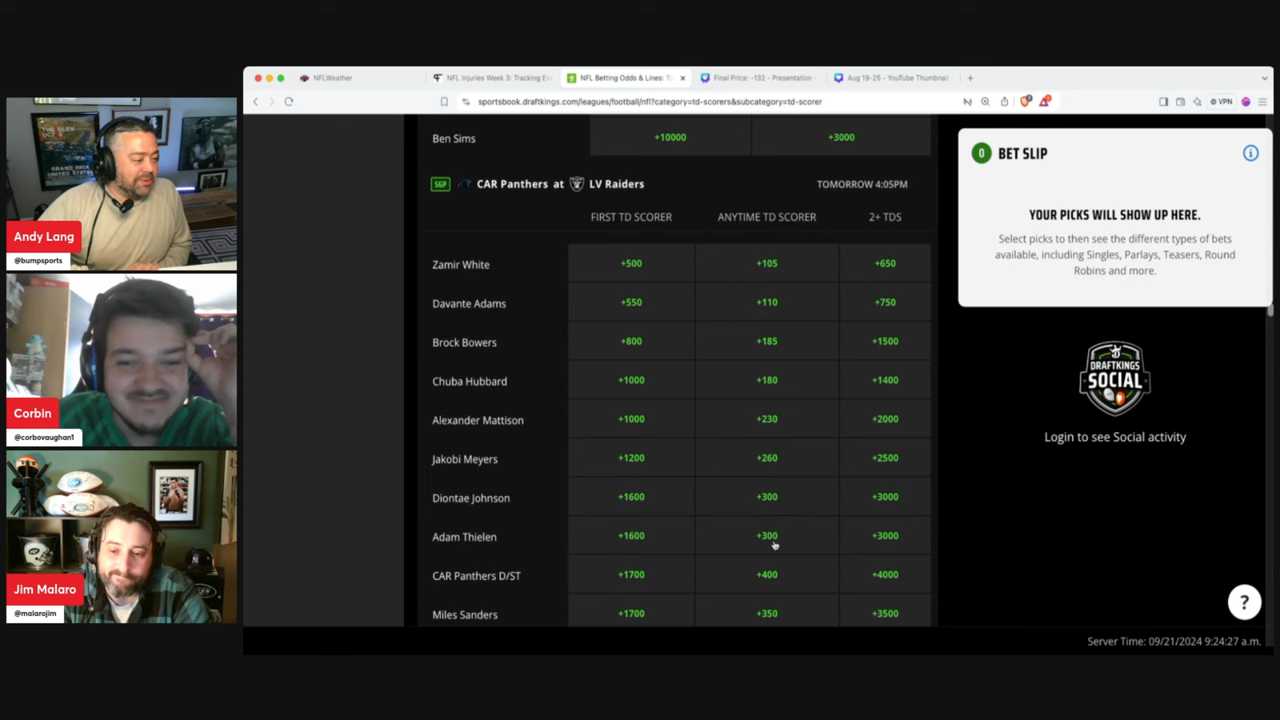 NFLWeather
NFL Injuries Week 3: Tracking Ev
NFL Betting Odds & Lines: To
Final Price: -132 - Presentation
Aug 19-25 - YouTube Thumbnail
sportsbook.draftkings.com/leagues/football/nfl?category=td-scorers&subcategory=td-scorer
VPN
THE GLEN
GRAND PRIX
UNITED STATES
Andy Lang
@bumpsports
Corbin
@corbovaughan1
Jim Malaro
@malarojim
Ben Sims +10000 +3000
SGP CAR Panthers at LV Raiders TOMORROW 4:05PM
FIRST TD SCORER ANYTIME TD SCORER 2+ TDS
Zamir White +500 +105 +650
Davante Adams +550 +110 +750
Brock Bowers +800 +185 +1500
Chuba Hubbard +1000 +180 +1400
Alexander Mattison +1000 +230 +2000
Jakobi Meyers +1200 +260 +2500
Diontae Johnson +1600 +300 +3000
Adam Thielen +1600 +300 +3000
CAR Panthers D/ST +1700 +400 +4000
Miles Sanders +1700 +350 +3500
0 BET SLIP
YOUR PICKS WILL SHOW UP HERE.
Select picks to then see the different types of bets
available, including Singles, Parlays, Teasers, Round
Robins and more.
DRAFTKINGS
SOCIAL
Login to see Social activity
?
Server Time: 09/21/2024 9:24:27 a.m.